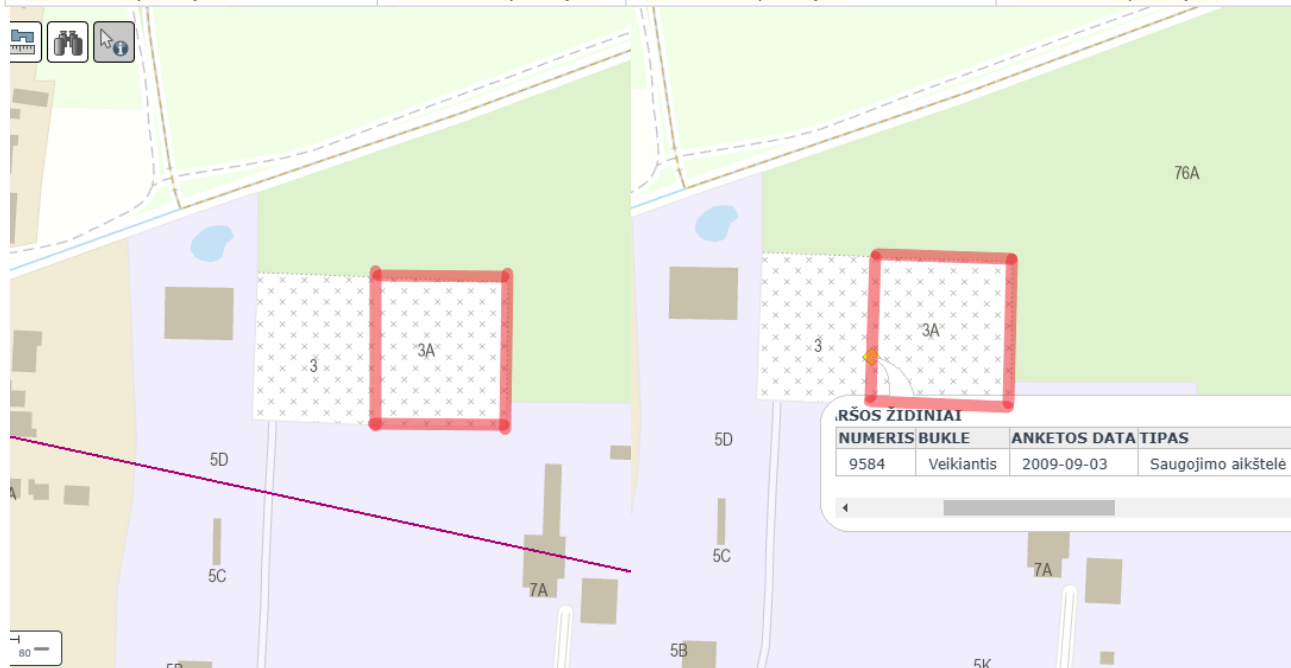 76A
3A
3A
3
3
5D
RŠOS ŽIDINIAI
NUMERIS BUKLE ANKETOS DATA TIPAS
9584 Veikiantis 2009-09-03 Saugojimo aikštelė
5D
5C
5C
7A
7A
80
5B
5K